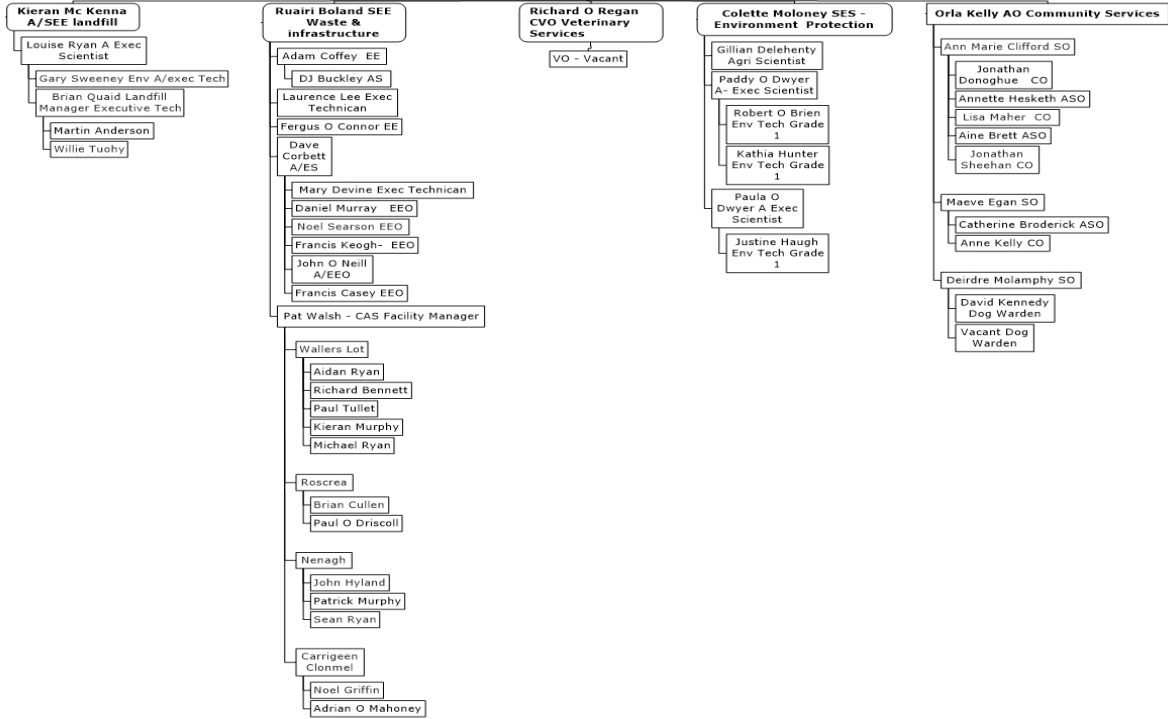 Kieran Mc Kenna
A/SEE landfill
Louise Ryan A Exec
Scientist
Gary Sweeney Env A/exec Tech
Brian Quaid Landfill
Manager Executive Tech
Martin Anderson
Willie Tuohy
Ruairi Boland SEE
Waste &
infrastructure
Adam Coffey EE
DJ Buckley AS
Laurence Lee Exec
Technican
Fergus O Connor EE
Dave
Corbett
A/ES
Mary Devine Exec Technican
Daniel Murray EEO
Noel Searson EEO
Francis Keogh- EEO
John O Neill
A/EEO
Francis Casey EEO
Pat Walsh - CAS Facility Manager
Wallers Lot
Aidan Ryan
Richard Bennett
Paul Tullet
Kieran Murphy
Michael Ryan
Roscrea
Brian Cullen
Paul O Driscoll
Nenagh
John Hyland
Patrick Murphy
Sean Ryan
Carrigeen
Clonmel
Noel Griffin
Adrian O Mahoney
Richard O Regan
CVO Veterinary
Services
VO - Vacant
Colette Moloney SES -
Environment Protection
Gillian Delehenty
Agri Scientist
Paddy O Dwyer
A- Exec Scientist
Robert O Brien
Env Tech Grade
1
Kathia Hunter
Env Tech Grade
1
Paula O
Dwyer A Exec
Scientist
Justine Haugh
Env Tech Grade
1
Orla Kelly AO Community Services
Ann Marie Clifford SO
Jonathan
Donoghue CO
Annette Hesketh ASO
Lisa Maher CO
Aine Brett ASO
Jonathan
Sheehan CO
Maeve Egan SO
Catherine Broderick ASO
Anne Kelly CO
Deirdre Molamphy SO
David Kennedy
Dog Warden
Vacant Dog
Warden